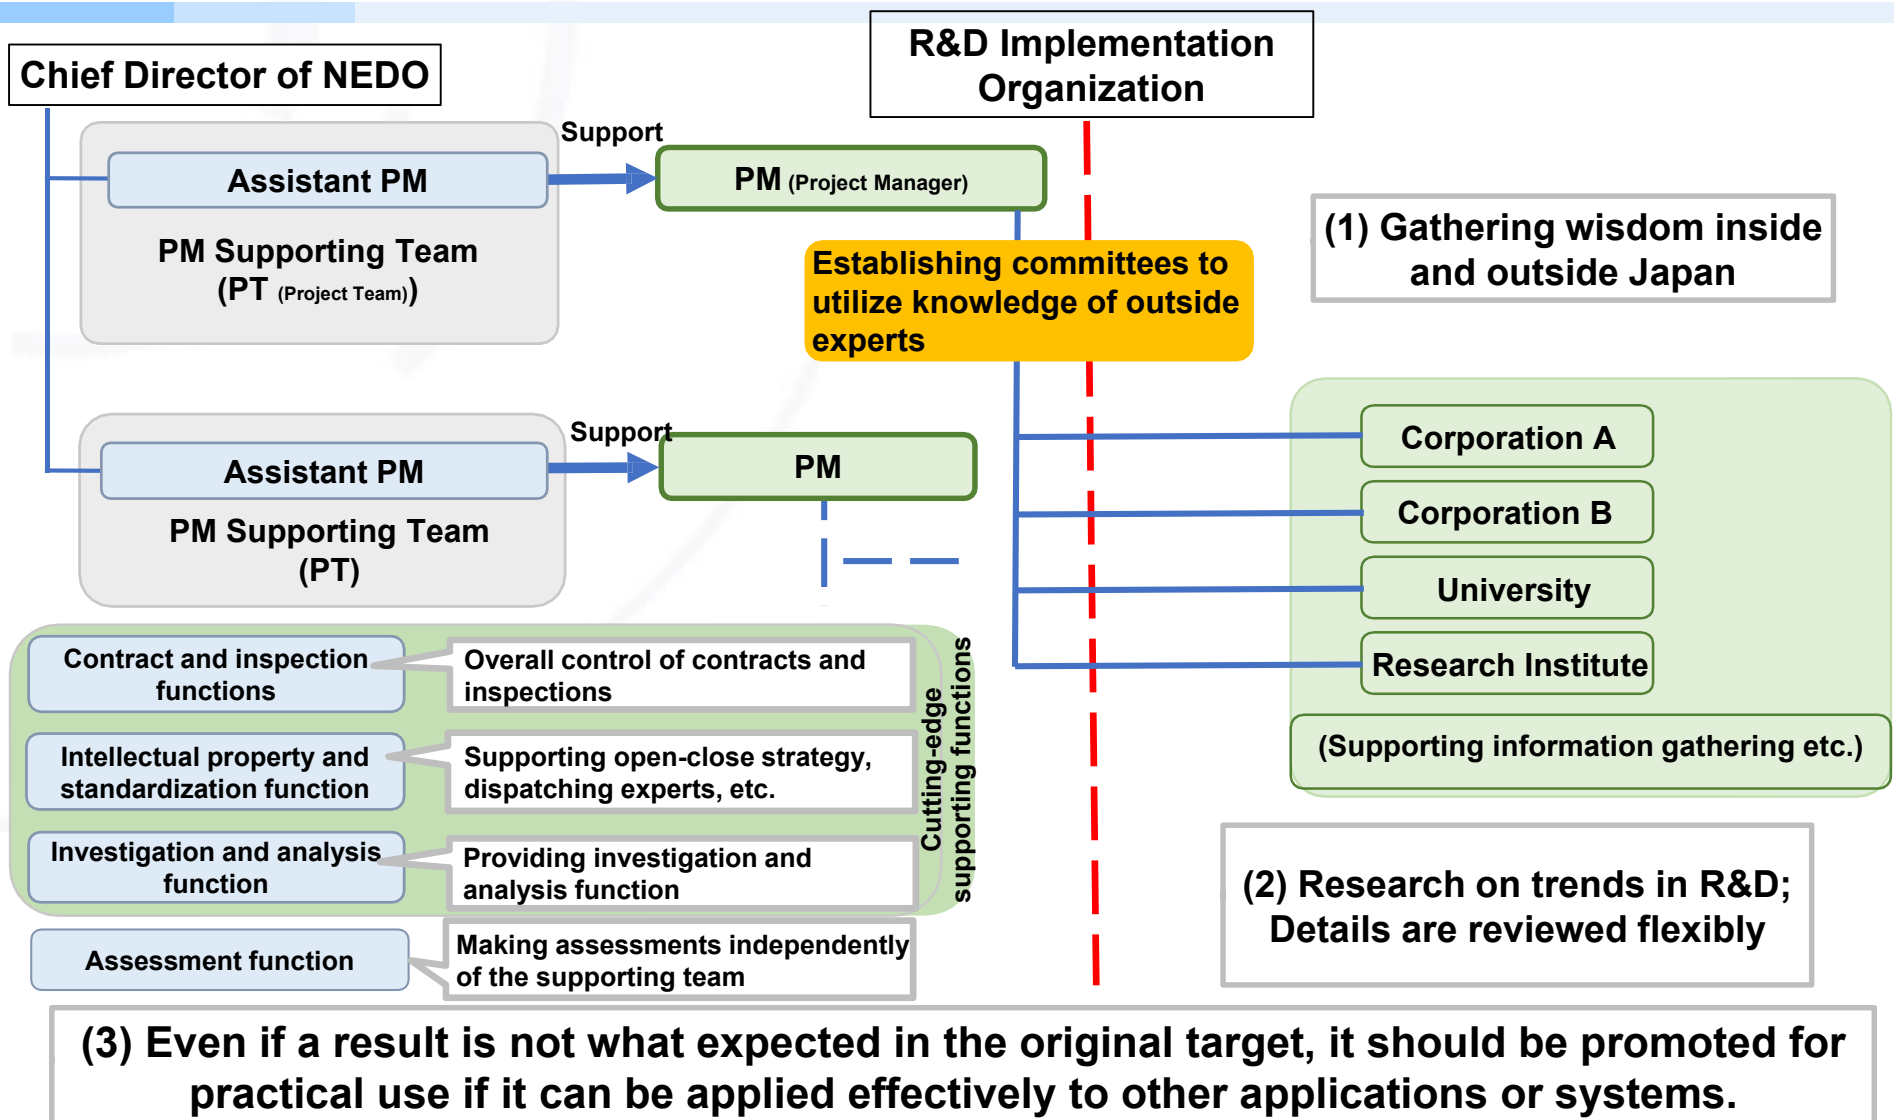 Chief Director of NEDO
R&D Implementation
Organization
Support
Assistant PM
PM (Project Manager)
PM Supporting Team
(PT (Project Team))
Establishing committees to
utilize knowledge of outside
experts
(1) Gathering wisdom inside
and outside Japan
Support
Assistant PM
PM
PM Supporting Team
(PT)
Corporation A
Corporation B
University
Research Institute
(Supporting information gathering etc.)
Contract and inspection
functions
Overall control of contracts and
inspections
Intellectual property and
standardization function
Supporting open-close strategy,
dispatching experts, etc.
Investigation and analysis
function
Providing investigation and
analysis function
Cutting-edge
supporting functions
Assessment function
Making assessments independently
of the supporting team
(2) Research on trends in R&D;
Details are reviewed flexibly
(3) Even if a result is not what expected in the original target, it should be promoted for
practical use if it can be applied effectively to other applications or systems.